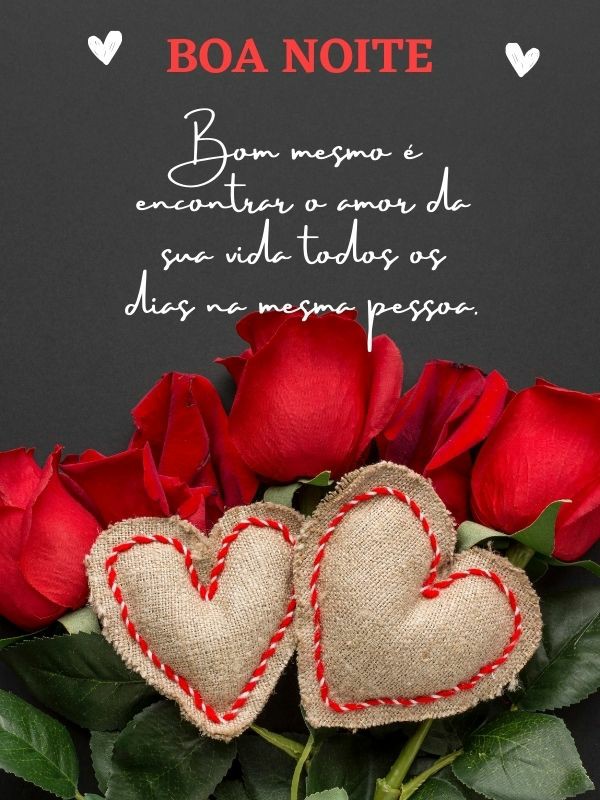 BOA NOITE
Bom mesmo é
encontrar o amor da
sua vida todos os
dias na mesma pessoa.